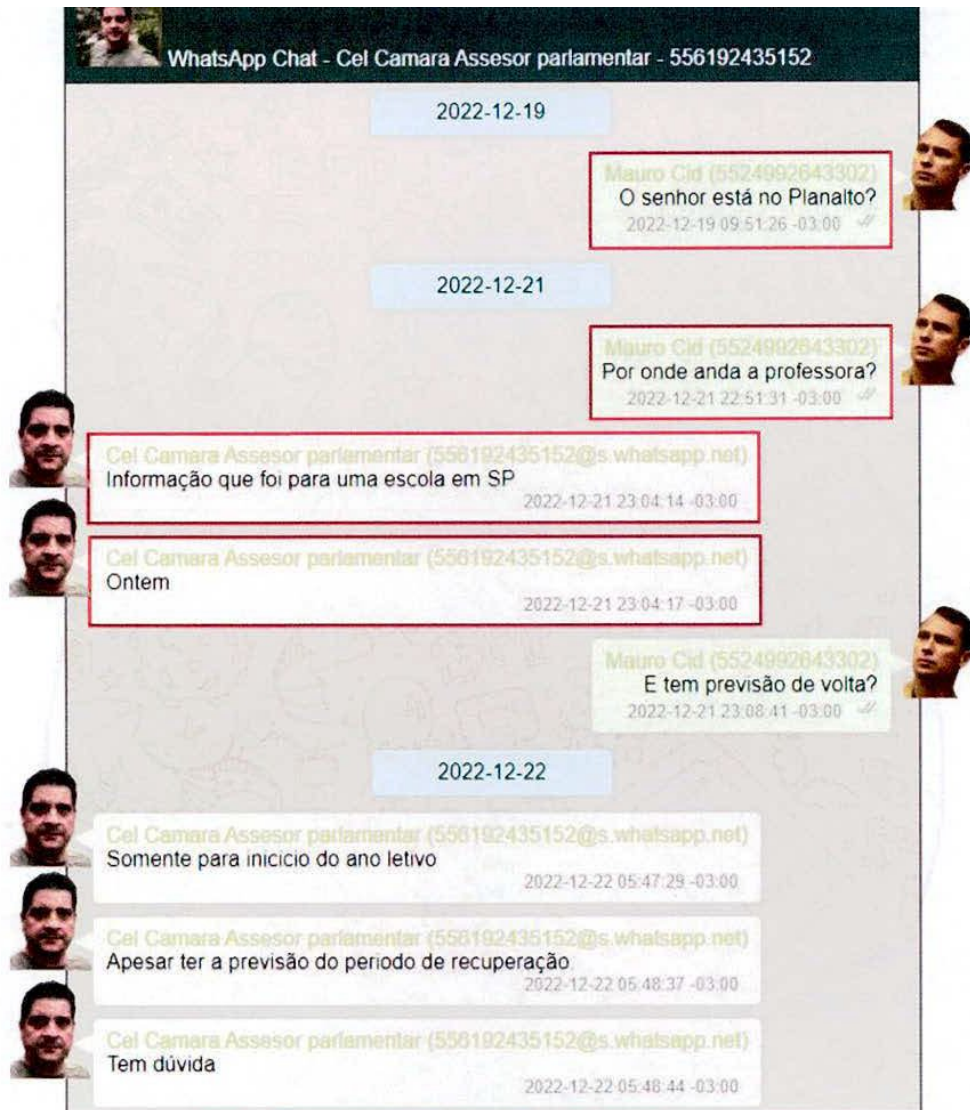 WhatsApp Chat - Cel Camara Assesor parlamentar - 556192435152
2022-12-19
Mauro Cid (5524992643302)
O senhor está no Planalto?
2022-12-19 09:51:26 -03:00
2022-12-21
Mauro Cid (5524992643302)
Por onde anda a professora?
2022-12-21 22:51:31 -03:00
Cel Camara Assesor parlamentar (556192435152@s.whatsapp.net)
Informação que foi para uma escola em SP
2022-12-21 23:04:14 -03:00
Cel Camara Assesor parlamentar (556192435152@s.whatsapp.net)
Ontem
2022-12-21 23:04:17 -03:00
Mauro Cid (5524992643302)
E tem previsão de volta?
2022-12-21 23:08:41 -03:00
2022-12-22
Cel Camara Assesor parlamentar (556192435152@s.whatsapp.net)
Somente para inicicio do ano letivo
2022-12-22 05:47:29 -03:00
Cel Camara Assesor parlamentar (556192435152@s.whatsapp.net)
Apesar ter a previsão do periodo de recuperação
2022-12-22 05:48:37 -03:00
Cel Camara Assesor parlamentar (556192435152@s.whatsapp.net)
Tem dúvida
2022-12-22 05:48:44 -03:00